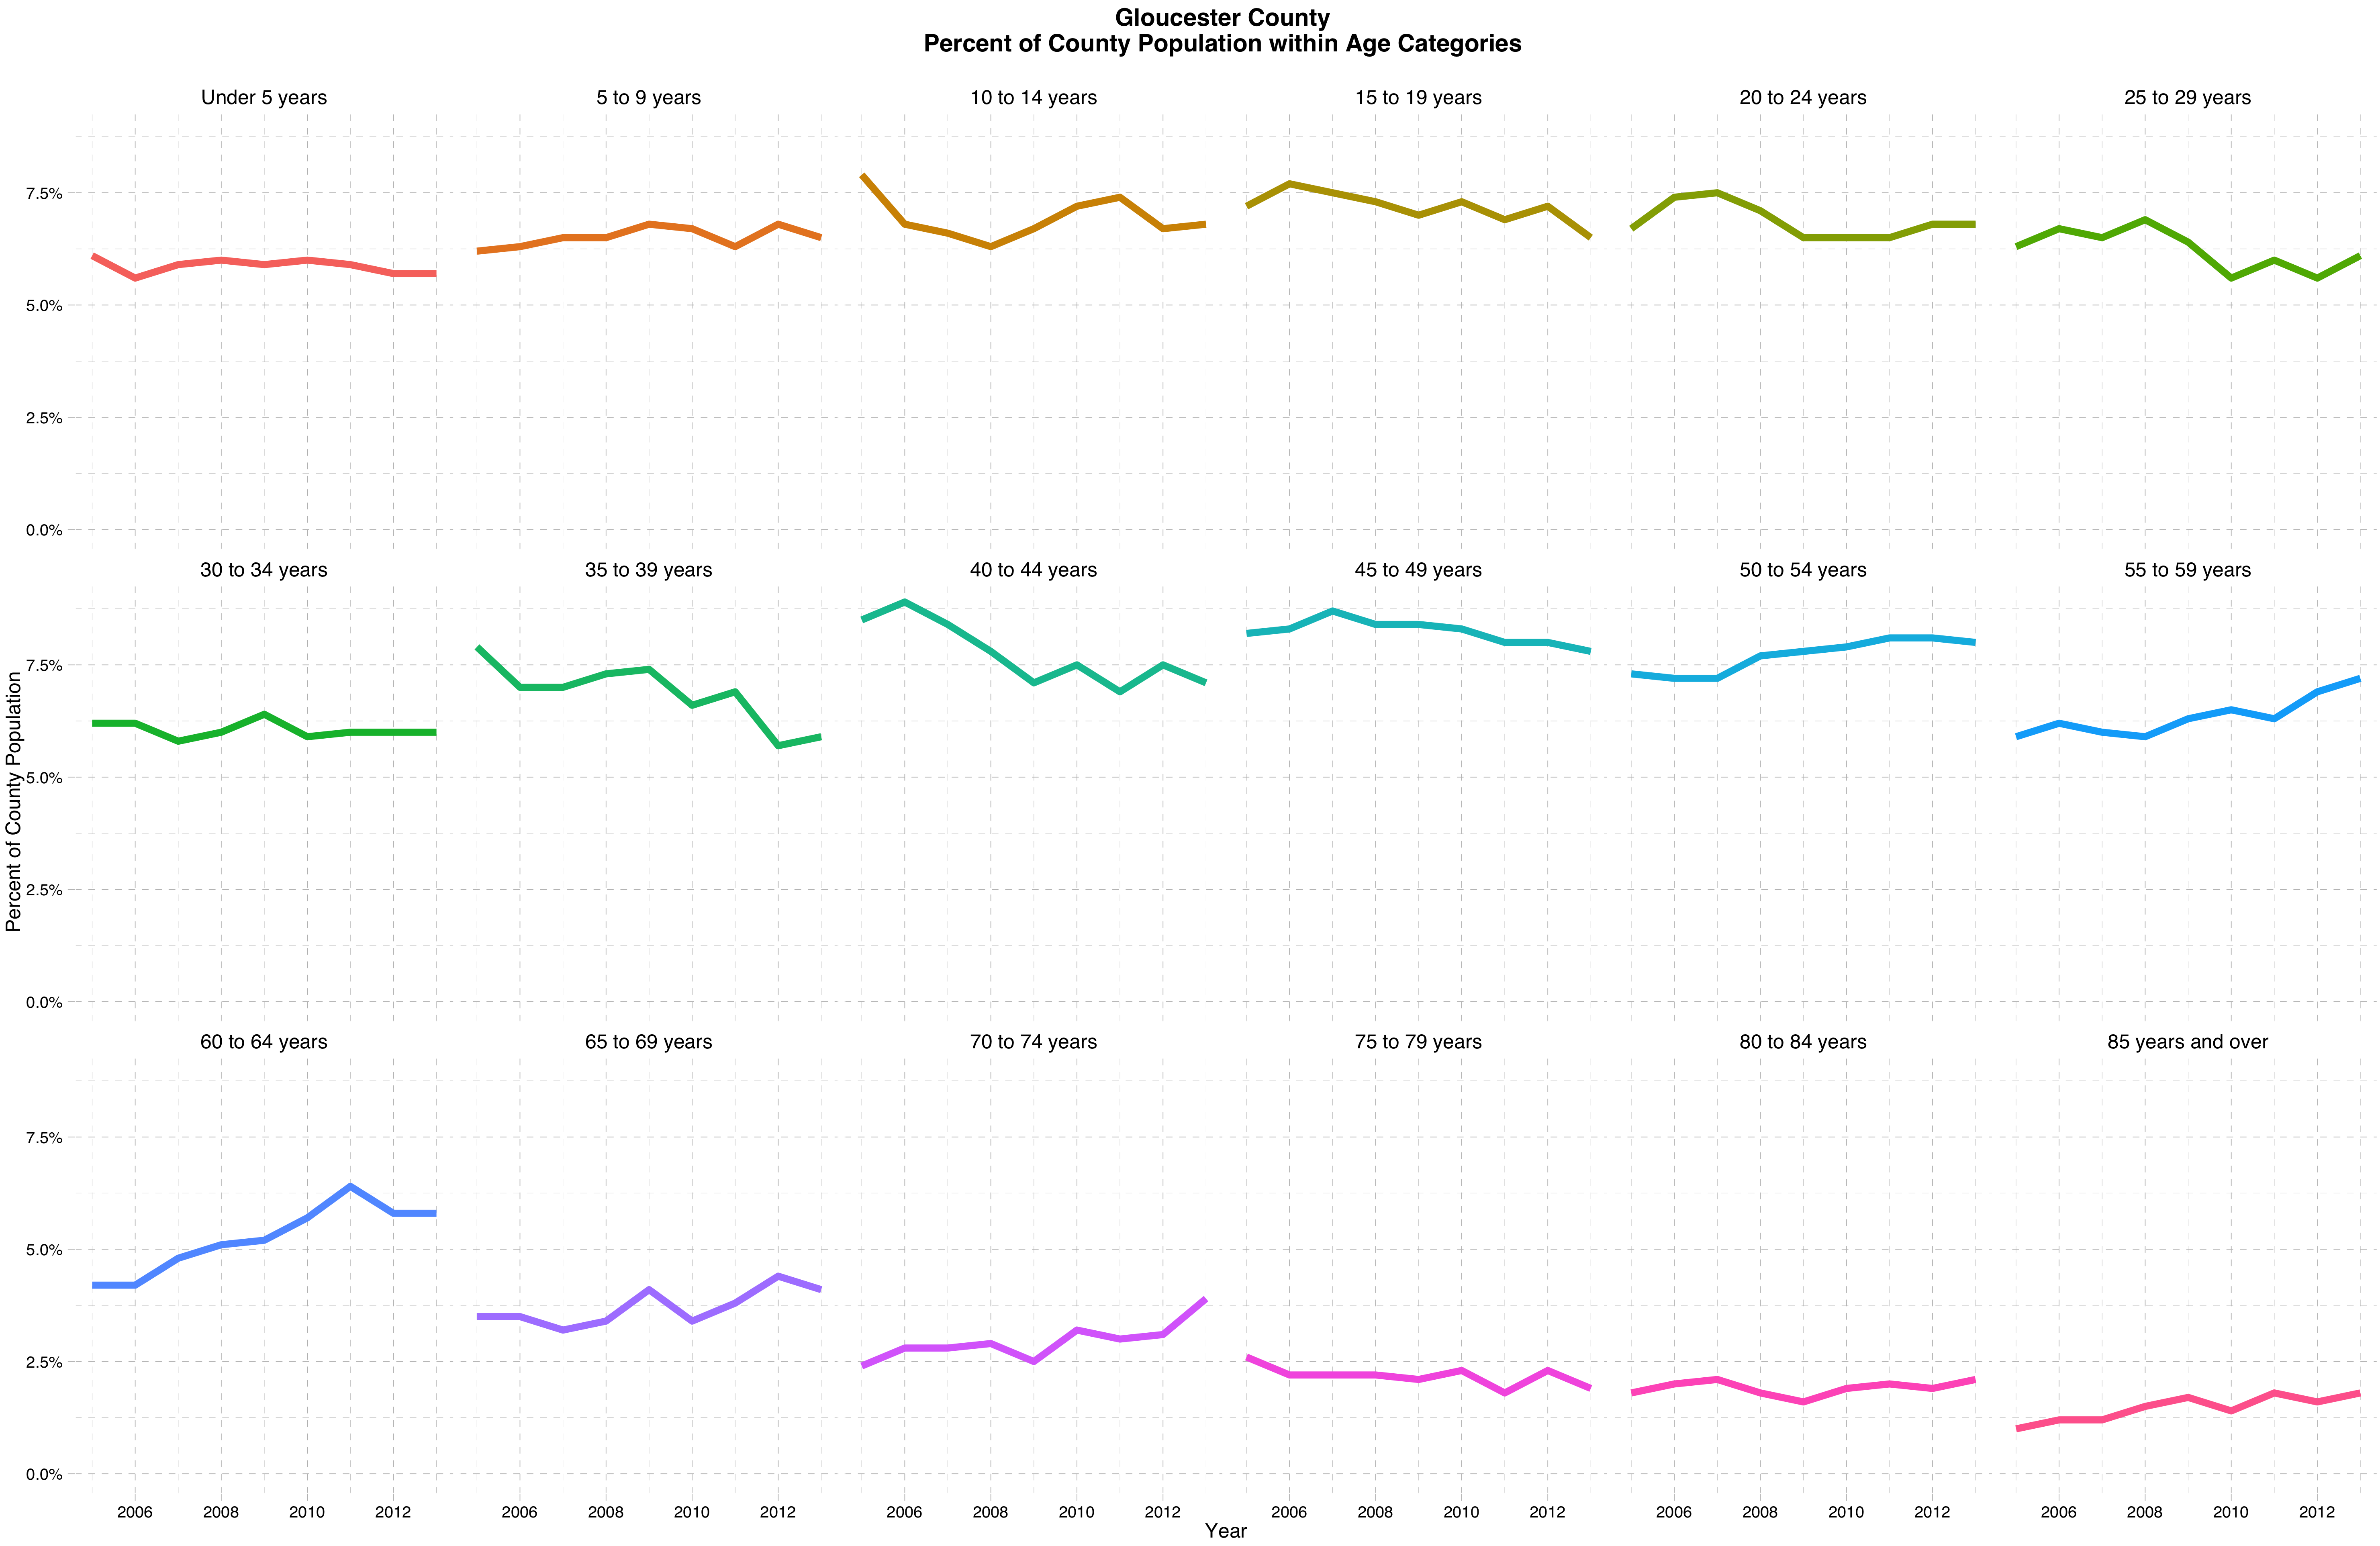 Gloucester County
Percent of County Population within Age Categories
Under 5 years
5 to 9 years
10 to 14 years
15 to 19 years
20 to 24 years
25 to 29 years
7.5%
5.0%
2.5%
0.0%
30 to 34 years
35 to 39 years
40 to 44 years
45 to 49 years
50 to 54 years
55 to 59 years
Percent of County Population
7.5%
5.0%
2.5%
0.0%
60 to 64 years
65 to 69 years
70 to 74 years
75 to 79 years
80 to 84 years
85 years and over
7.5%
5.0%
2.5%
0.0%
2006 2008 2010 2012
2006 2008 2010 2012
2006 2008 2010 2012
2006 2008 2010 2012
2006 2008 2010 2012
2006 2008 2010 2012
Year